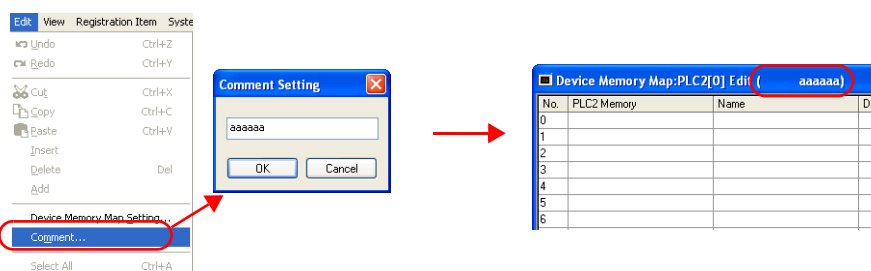 Edit View Registration Item Syste
Undo Ctrl+Z
Redo Ctrl+Y
Cut Ctrl+X
Copy Ctrl+C
Paste Ctrl+V
Insert
Delete Del
Add
Device Memory Map Setting...
Comment...
Select All Ctrl+A
Comment Setting
aaaaaa
OK Cancel
Device Memory Map:PLC2[0] Edit ( aaaaaa)
No. PLC2 Memory Name D
0
1
2
3
4
5
6